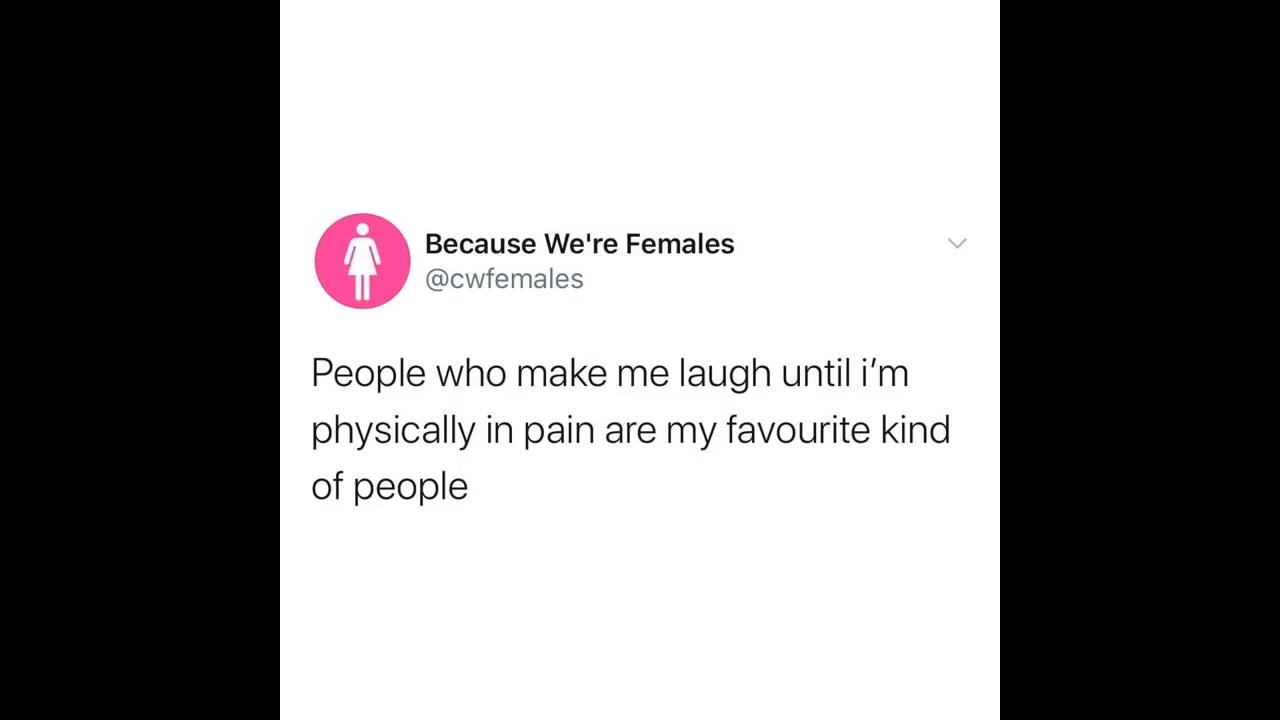 Because We're Females
@cwfemales
People who make me laugh until i’m
physically in pain are my favourite kind
of people